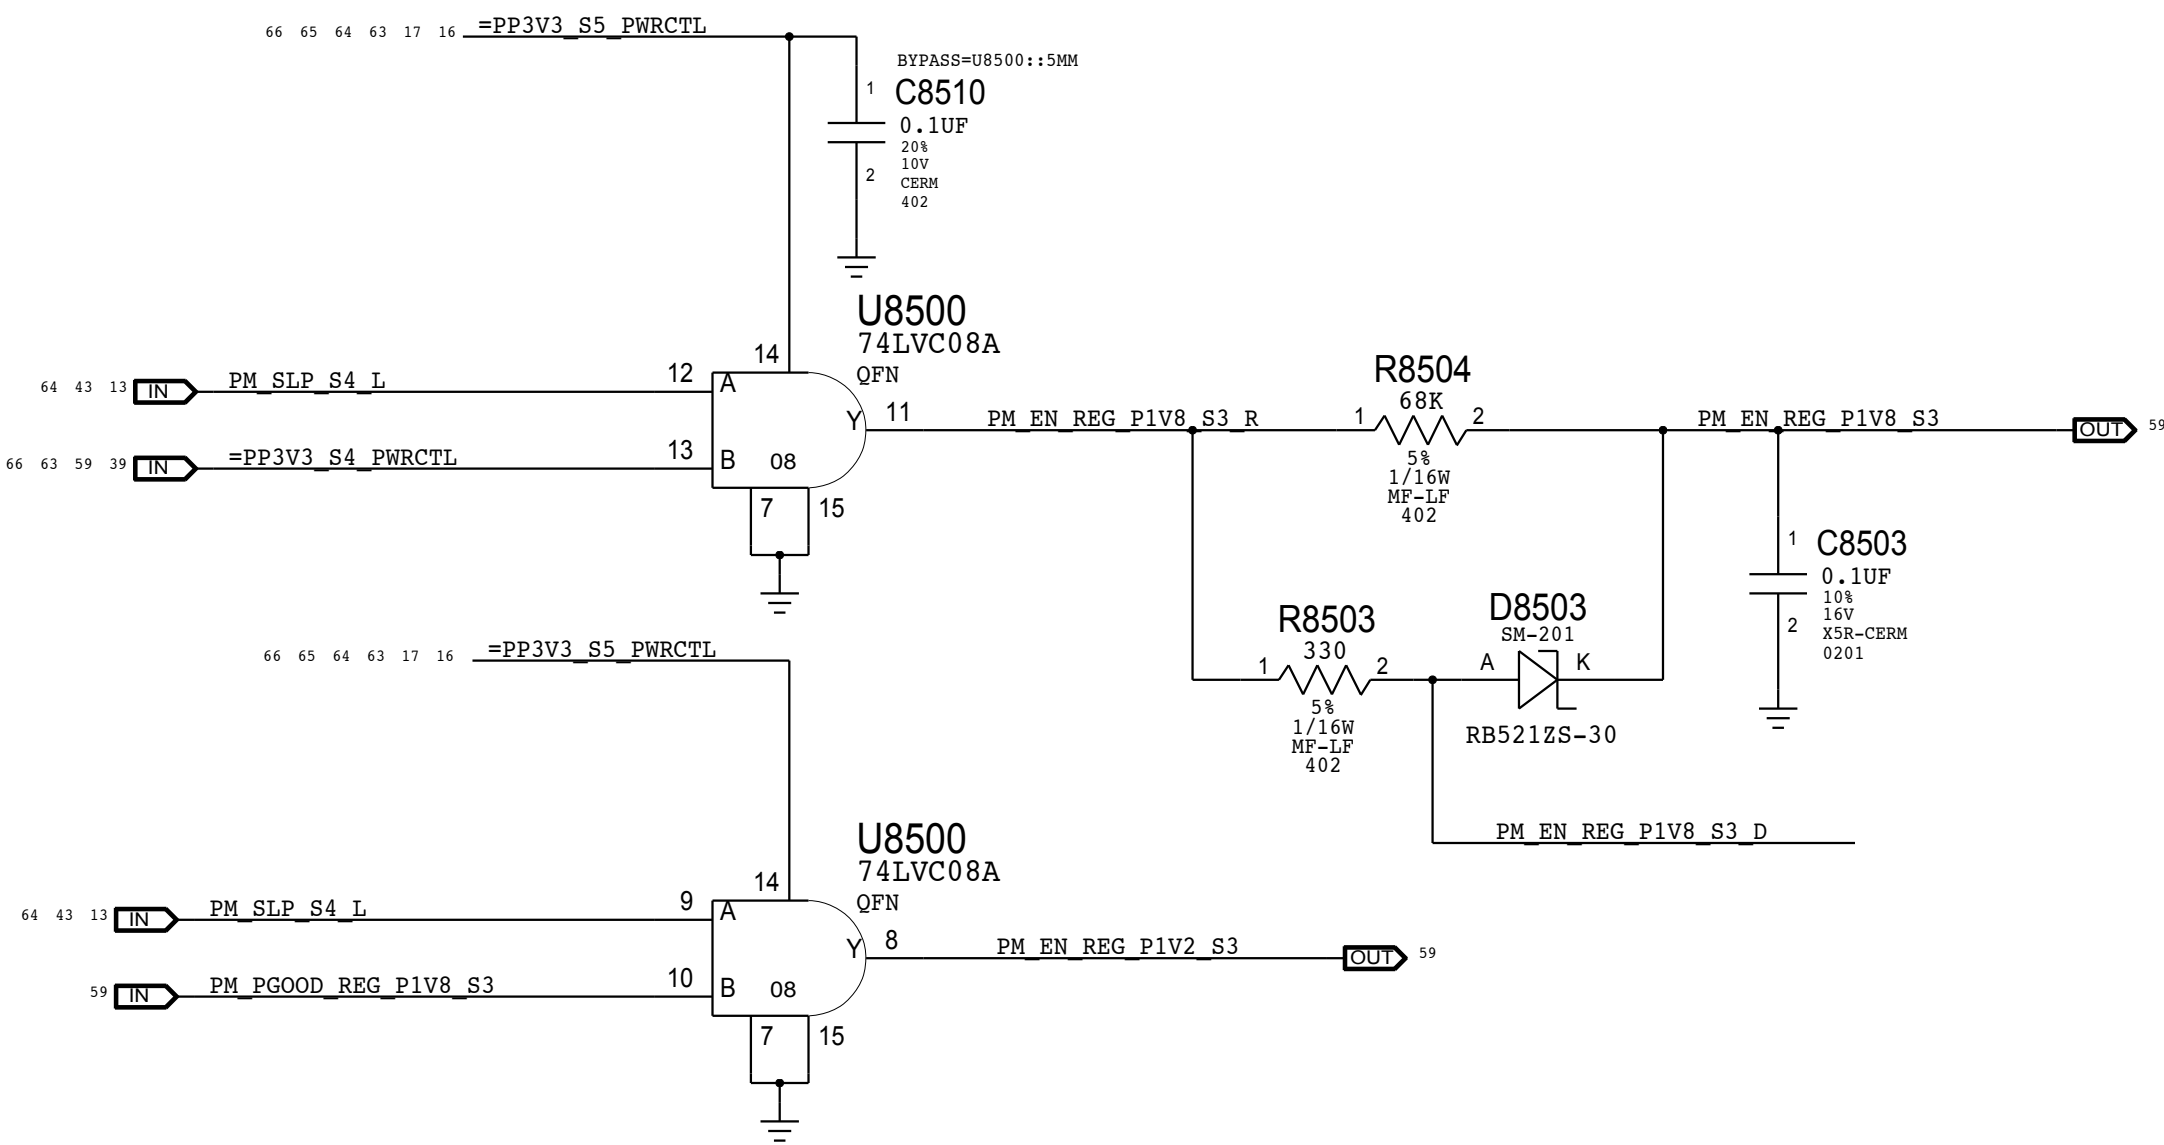 66 65 64 63 17 16 =PP3V3_S5_PWRCTL
BYPASS=U8500::5MM
1 C8510
0.1UF
20%
10V
2 CERM
402
U8500
74LVC08A
QFN
14
64 43 13 IN PM_SLP_S4_L 12 A
Y 11 PM_EN_REG_P1V8_S3_R
66 63 59 39 IN =PP3V3_S4_PWRCTL 13 B 08
7 15
R8504
68K
1 2
5%
1/16W
MF-LF
402
PM_EN_REG_P1V8_S3 OUT 59
1 C8503
0.1UF
10%
16V
2 X5R-CERM
0201
R8503
330
1 2
5%
1/16W
MF-LF
402
D8503
SM-201
A K
RB521ZS-30
PM_EN_REG_P1V8_S3_D
66 65 64 63 17 16 =PP3V3_S5_PWRCTL
U8500
74LVC08A
QFN
14
64 43 13 IN PM_SLP_S4_L 9 A
Y 8 PM_EN_REG_P1V2_S3 OUT 59
59 IN PM_PGOOD_REG_P1V8_S3 10 B 08
7 15